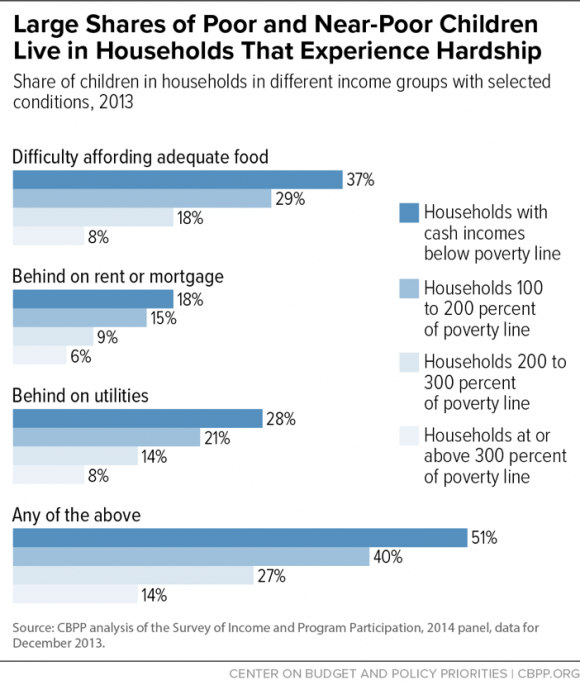 Large Shares of Poor and Near-Poor Children
Live in Households That Experience Hardship
Share of children in households in different income groups with selected
conditions, 2013
Difficulty affording adequate food
37%
29%
18%
8%
Behind on rent or mortgage
18%
15%
9%
6%
Behind on utilities
28%
21%
14%
8%
Any of the above
51%
40%
27%
14%
Households with
cash incomes
below poverty line
Households 100
to 200 percent
of poverty line
Households 200 to
300 percent
of poverty line
Households at or
above 300 percent
of poverty line
Source: CBPP analysis of the Survey of Income and Program Participation, 2014 panel, data for
December 2013.
CENTER ON BUDGET AND POLICY PRIORITIES | CBPP.ORG